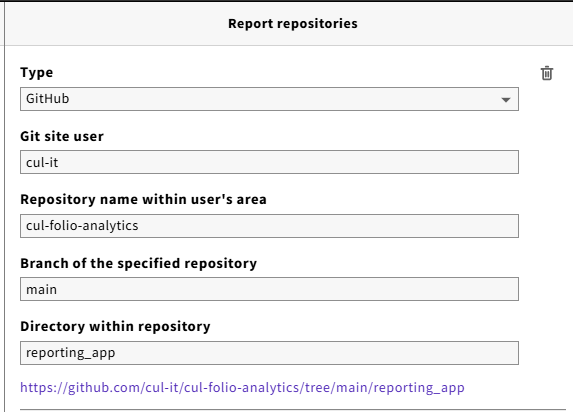 Report repositories
Type
GitHub
Git site user
cul-it
Repository name within user's area
cul-folio-analytics
Branch of the specified repository
main
Directory within repository
reporting_app
https://github.com/cul-it/cul-folio-analytics/tree/main/reporting_app